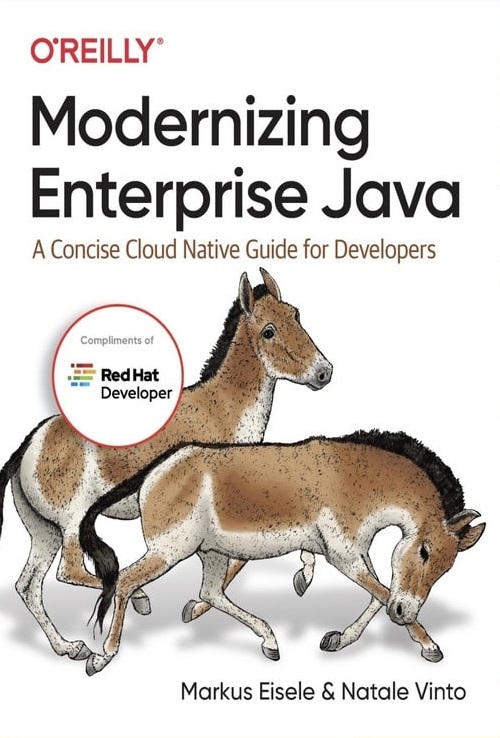 O'REILLY®
Modernizing
Enterprise Java
A Concise Cloud Native Guide for Developers
Compliments of
Red Hat
Developer
Markus Eisele & Natale Vinto